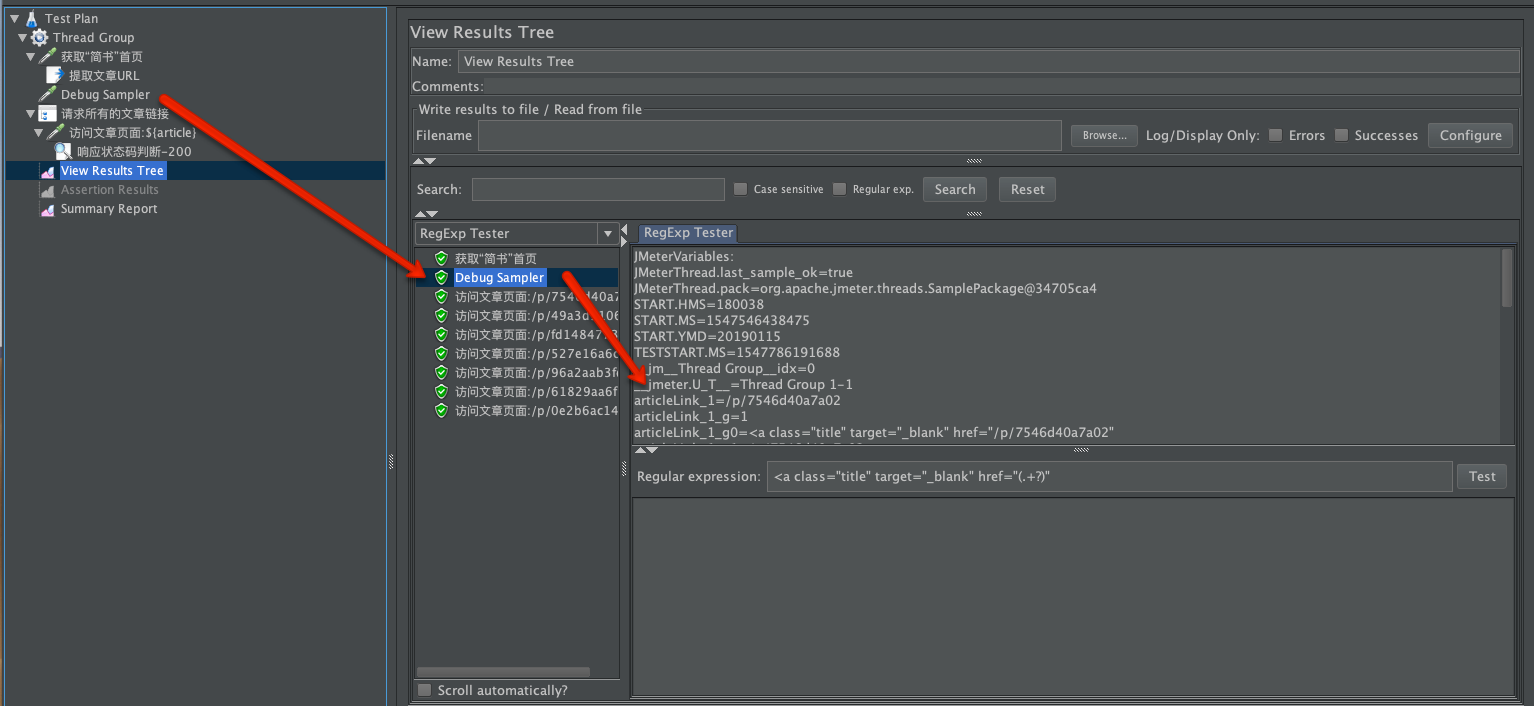 Test Plan
Thread Group
获取“简书”首页
提取文章URL
Debug Sampler
请求所有的文章链接
访问文章页面:${article}
响应状态码判断-200
View Results Tree
Assertion Results
Summary Report
View Results Tree
Name: View Results Tree
Comments:
Write results to file / Read from file
Filename Browse... Log/Display Only: Errors Successes Configure
Search: Case sensitive Regular exp. Search Reset
RegExp Tester
获取“简书”首页
Debug Sampler
访问文章页面:/p/7546d40a7
访问文章页面:/p/49a3d
访问文章页面:/p/fd1484
访问文章页面:/p/527e16a6
访问文章页面:/p/96a2aab3f
访问文章页面:/p/61829aa6f
访问文章页面:/p/0e2b6ac14
Scroll automatically?
RegExp Tester
JMeterVariables:
JMeterThread.last_sample_ok=true
JMeterThread.pack=org.apache.jmeter.threads.SamplePackage@34705ca4
START.HMS=180038
START.MS=1547546438475
START.YMD=20190115
TESTSTART.MS=1547786191688
__jm__Thread Group__idx=0
__jmeter.U_T__=Thread Group 1-1
articleLink_1=/p/7546d40a7a02
articleLink_1_g=1
articleLink_1_g0=<a class="title" target="_blank" href="/p/7546d40a7a02"
Regular expression: <a class="title" target="_blank" href="(.+?)" Test